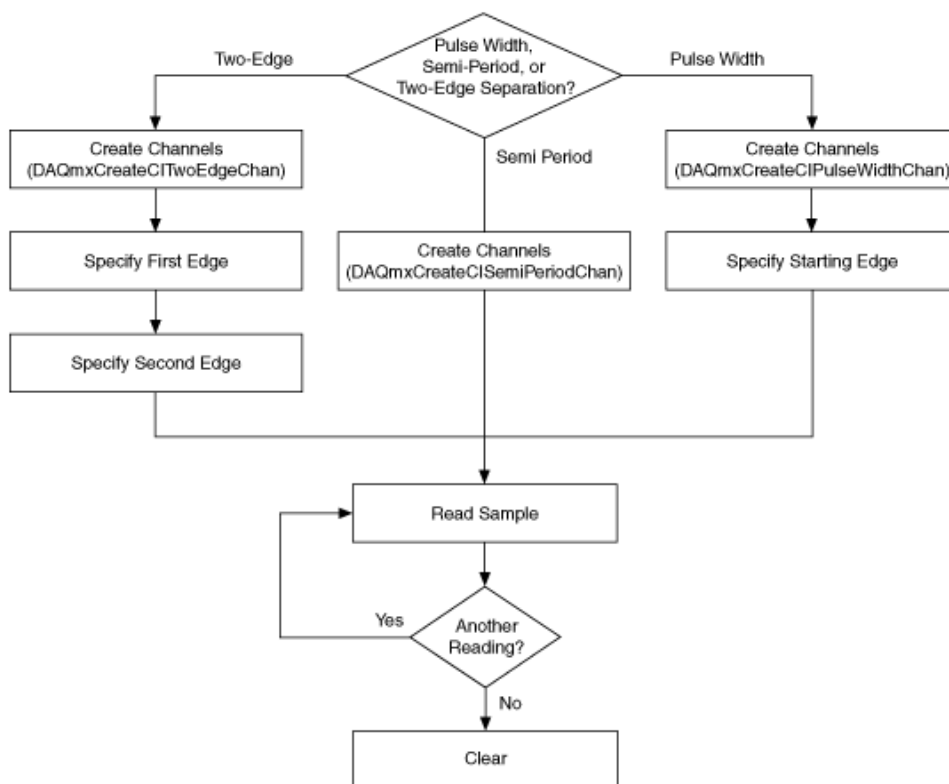 Pulse Width,
Semi-Period, or
Two-Edge Separation?
Two-Edge
Pulse Width
Semi Period
Create Channels
(DAQmxCreateCITwoEdgeChan)
Create Channels
(DAQmxCreateCIPulseWidthChan)
Specify First Edge
Create Channels
(DAQmxCreateCISemiPeriodChan)
Specify Starting Edge
Specify Second Edge
Read Sample
Yes
Another
Reading?
No
Clear